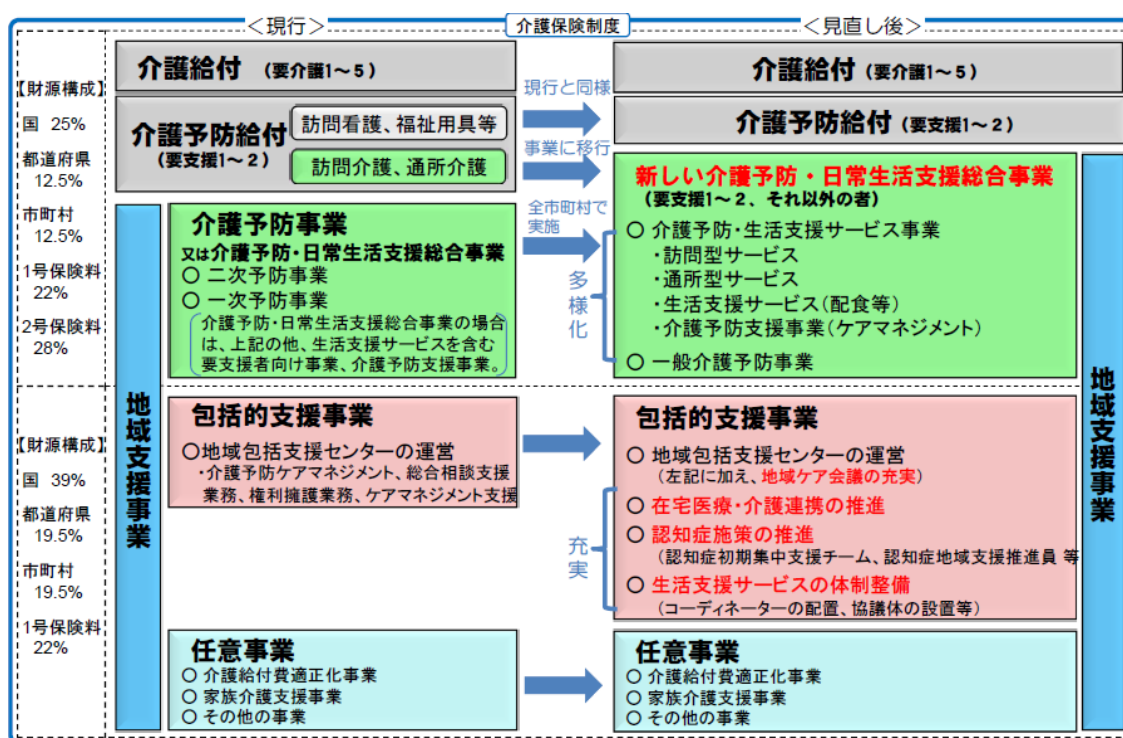 ＜現行＞
介護保険制度
＜見直し後＞
【財源構成】
国 25%
都道府県
12.5%
市町村
12.5%
1号保険料
22%
2号保険料
28%
【財源構成】
国 39%
都道府県
19.5%
市町村
19.5%
1号保険料
22%
介護給付 （要介護1～5）
介護予防給付
（要支援1～2）
訪問看護、福祉用具等
訪問介護、通所介護
地域支援事業
介護予防事業
又は介護予防・日常生活支援総合事業
○ 二次予防事業
○ 一次予防事業
介護予防・日常生活支援総合事業の場合
は、上記の他、生活支援サービスを含む
要支援者向け事業、介護予防支援事業。
包括的支援事業
○地域包括支援センターの運営
・介護予防ケアマネジメント、総合相談支援
業務、権利擁護業務、ケアマネジメント支援
任意事業
○ 介護給付費適正化事業
○ 家族介護支援事業
○ その他の事業
現行と同様
事業に移行
全市町村で
実施
多様化
充実
介護給付 （要介護1～5）
介護予防給付（要支援1～2）
新しい介護予防・日常生活支援総合事業
（要支援1～2、それ以外の者）
○ 介護予防・生活支援サービス事業
・訪問型サービス
・通所型サービス
・生活支援サービス（配食等）
・介護予防支援事業（ケアマネジメント）
○ 一般介護予防事業
包括的支援事業
○ 地域包括支援センターの運営
（左記に加え、地域ケア会議の充実）
○ 在宅医療・介護連携の推進
○ 認知症施策の推進
（認知症初期集中支援チーム、認知症地域支援推進員 等
○ 生活支援サービスの体制整備
（コーディネーターの配置、協議体の設置等）
任意事業
○ 介護給付費適正化事業
○ 家族介護支援事業
○ その他の事業
地域支援事業